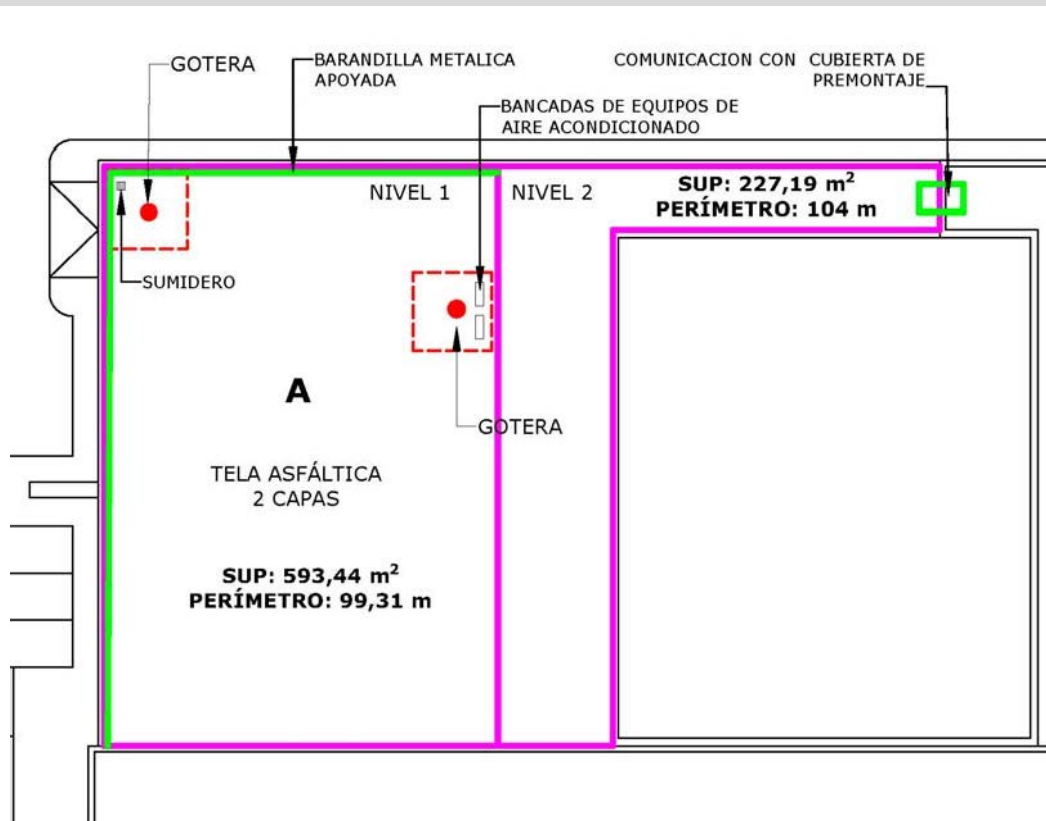 GOTERA
BARANDILLA METALICA
APOYADA
COMUNICACION CON CUBIERTA DE
PREMONTAJE
BANCADAS DE EQUIPOS DE
AIRE ACONDICIONADO
NIVEL 1
NIVEL 2
SUP: 227,19 m²
PERÍMETRO: 104 m
SUMIDERO
A
GOTERA
TELA ASFÁLTICA
2 CAPAS
SUP: 593,44 m²
PERÍMETRO: 99,31 m